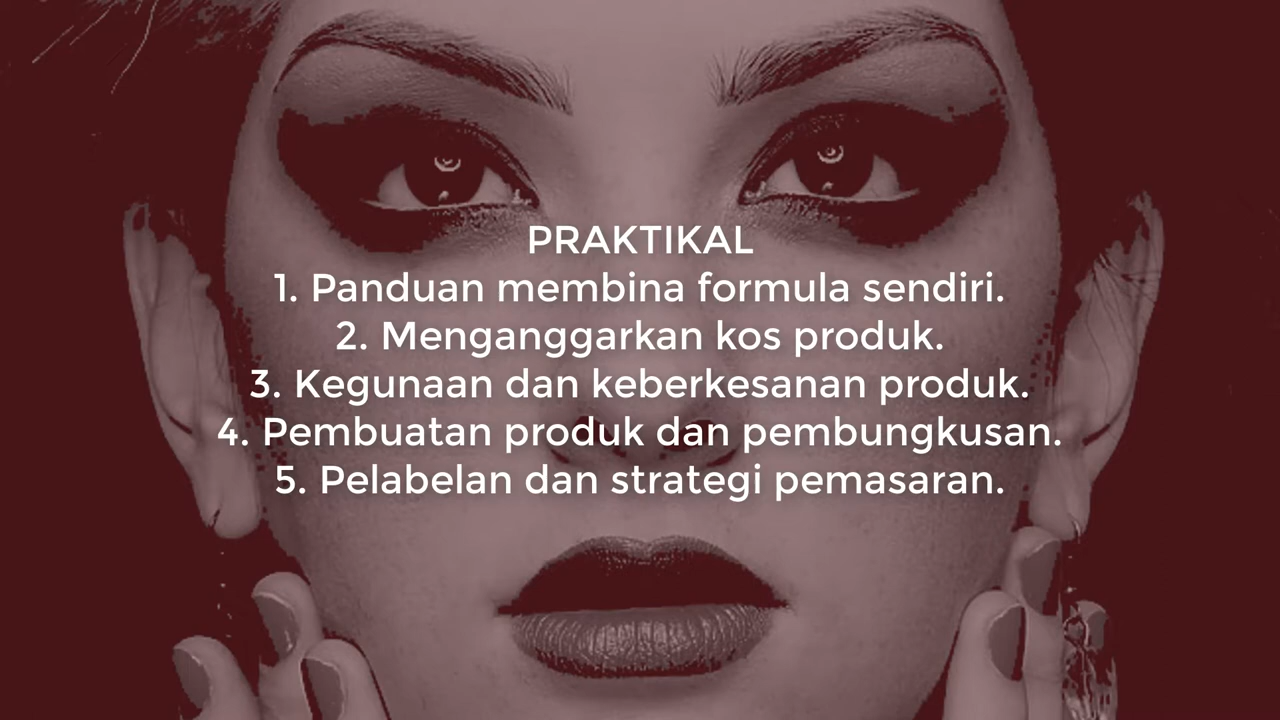 PRAKTIKAL
1. Panduan membina formula sendiri.
2. Menganggarkan kos produk.
3. Kegunaan dan keberkesanan produk.
4. Pembuatan produk dan pembungkusan.
5. Pelabelan dan strategi pemasaran.